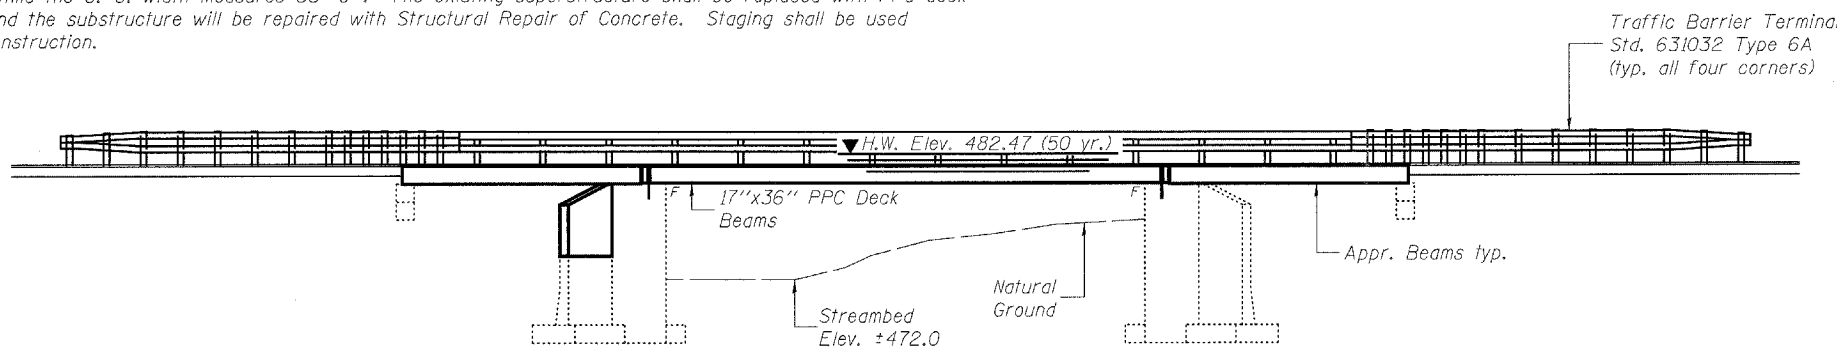 and the substructure will be repaired with Structural Repair of Concrete. Staging shall be used
Traffic Barrier Terminal
Std. 631032 Type 6A
(typ. all four corners)
▼H.W. Elev. 482.47 (50 yr.)
F
F
17"x36" PPC Deck
Beams
Appr. Beams typ.
Natural
Ground
Streambed
Elev. ±472.0